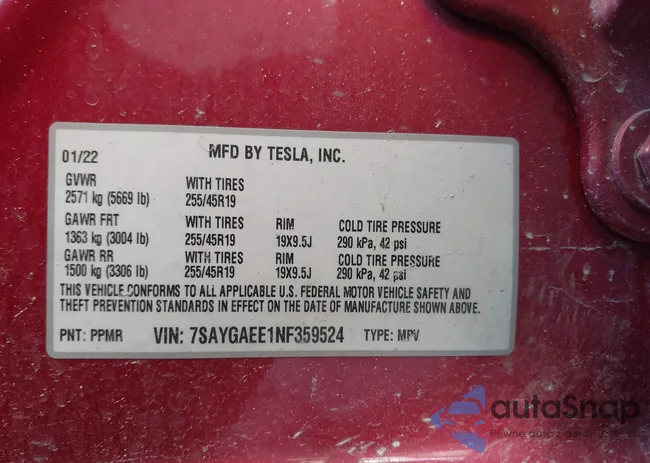 01/22 MFD BY TESLA, INC.
GVWR WITH TIRES
2571 kg (5669 lb) 255/45R19
GAWR FRT WITH TIRES RIM COLD TIRE PRESSURE
1363 kg (3004 lb) 255/45R19 19X9.5J 290 kPa, 42 psi
GAWR RR WITH TIRES RIM COLD TIRE PRESSURE
1500 kg (3306 lb) 255/45R19 19X9.5J 290 kPa, 42 psi
THIS VEHICLE CONFORMS TO ALL APPLICABLE U.S. FEDERAL MOTOR VEHICLE SAFETY AND
THEFT PREVENTION STANDARDS IN EFFECT ON THE DATE OF MANUFACTURE SHOWN ABOVE.
PNT: PPMR VIN: 7SAYGAEE1NF359524 TYPE: MPV
autaSnap
Pewne auta z